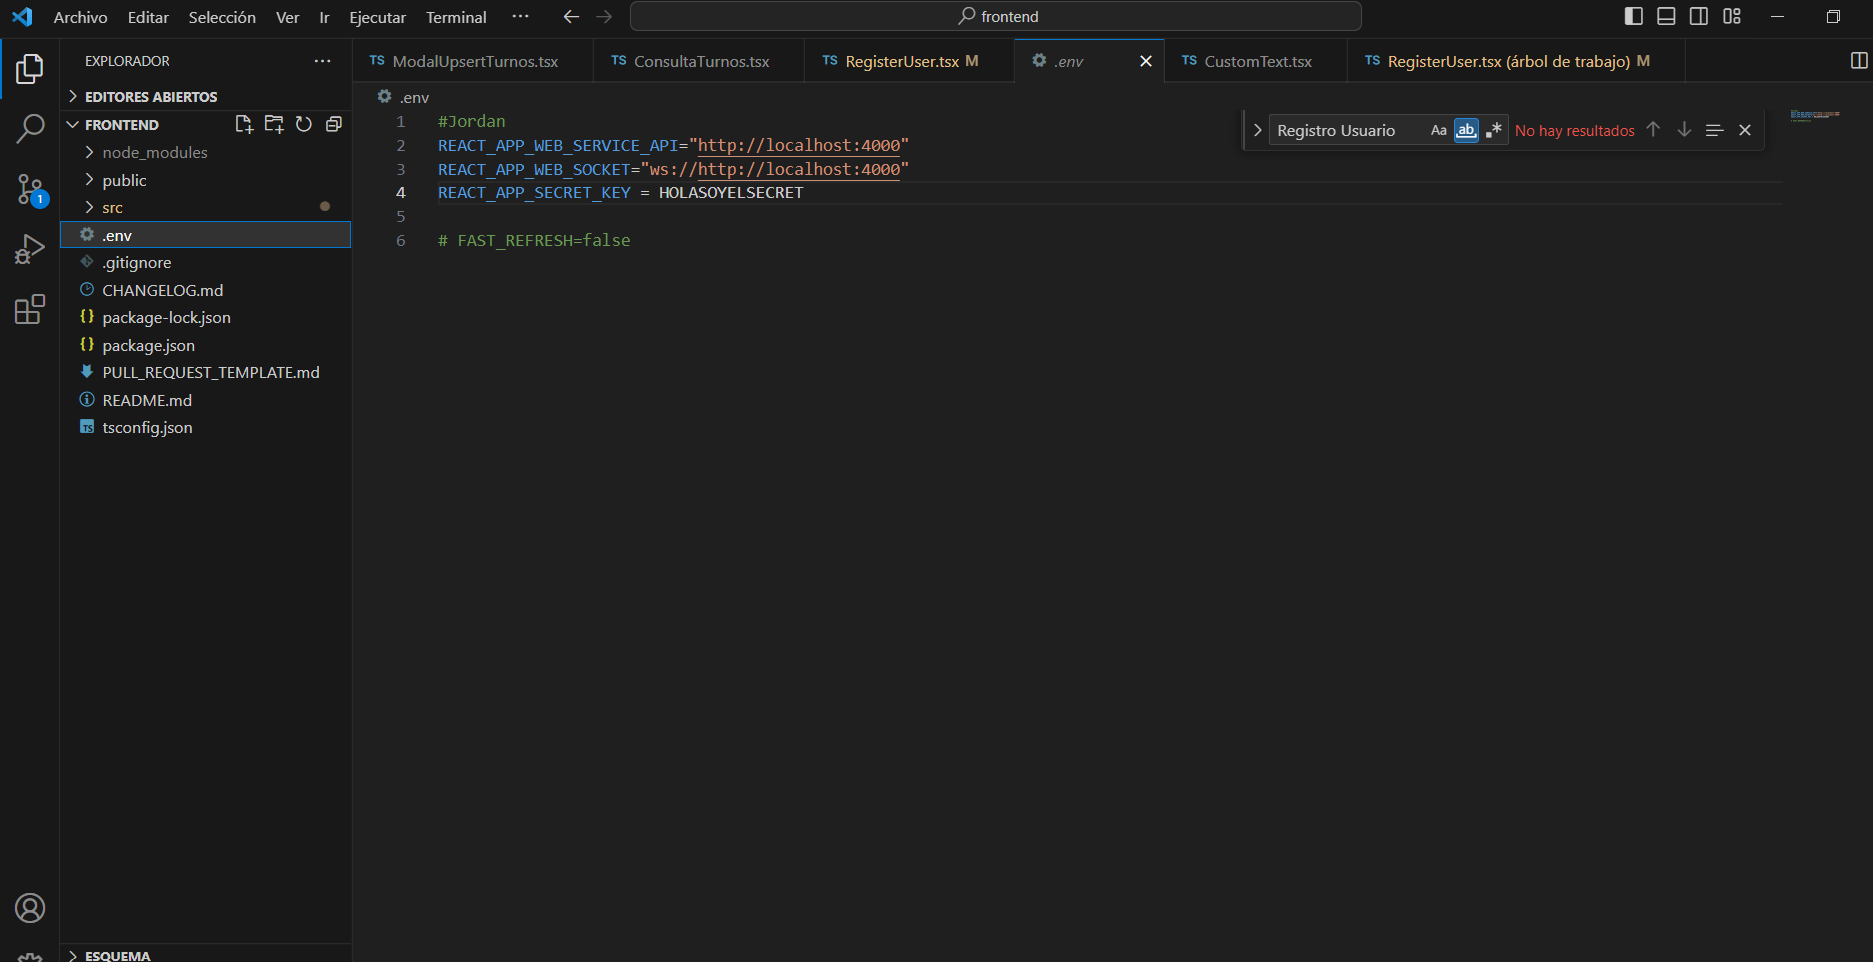 Archivo Editar Selección Ver Ir Ejecutar Terminal ··· frontend
EXPLORADOR ···
EDITORES ABIERTOS
FRONTEND
node_modules
public
src
.env
.gitignore
CHANGELOG.md
package-lock.json
package.json
PULL_REQUEST_TEMPLATE.md
README.md
tsconfig.json
ESQUEMA
1
TS ModalUpsertTurnos.tsx TS ConsultaTurnos.tsx TS RegisterUser.tsx M .env TS CustomText.tsx TS RegisterUser.tsx (árbol de trabajo) M
.env
Registro Usuario Aa ab .* No hay resultados
1 #Jordan
2 REACT_APP_WEB_SERVICE_API="http://localhost:4000"
3 REACT_APP_WEB_SOCKET="ws://http://localhost:4000"
4 REACT_APP_SECRET_KEY = HOLASOYELSECRET
5
6 # FAST_REFRESH=false